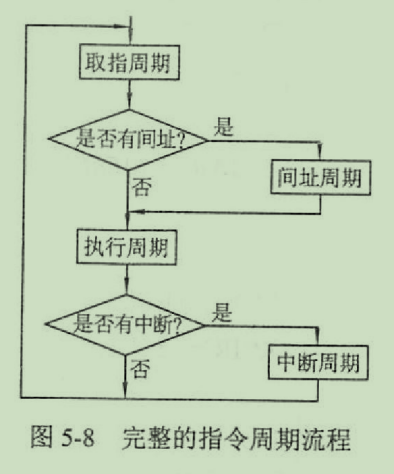 取指周期
是否有间址?
是
间址周期
否
执行周期
是否有中断?
是
中断周期
否
图 5-8 完整的指令周期流程